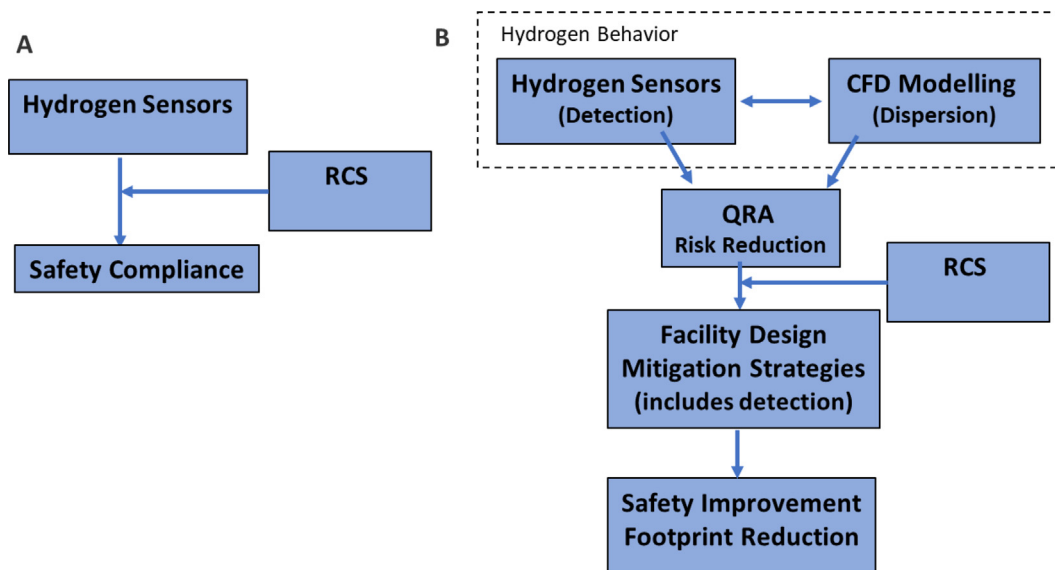 A
Hydrogen Sensors
RCS
Safety Compliance
B
Hydrogen Behavior
Hydrogen Sensors
(Detection)
CFD Modelling
(Dispersion)
QRA
Risk Reduction
RCS
Facility Design
Mitigation Strategies
(includes detection)
Safety Improvement
Footprint Reduction